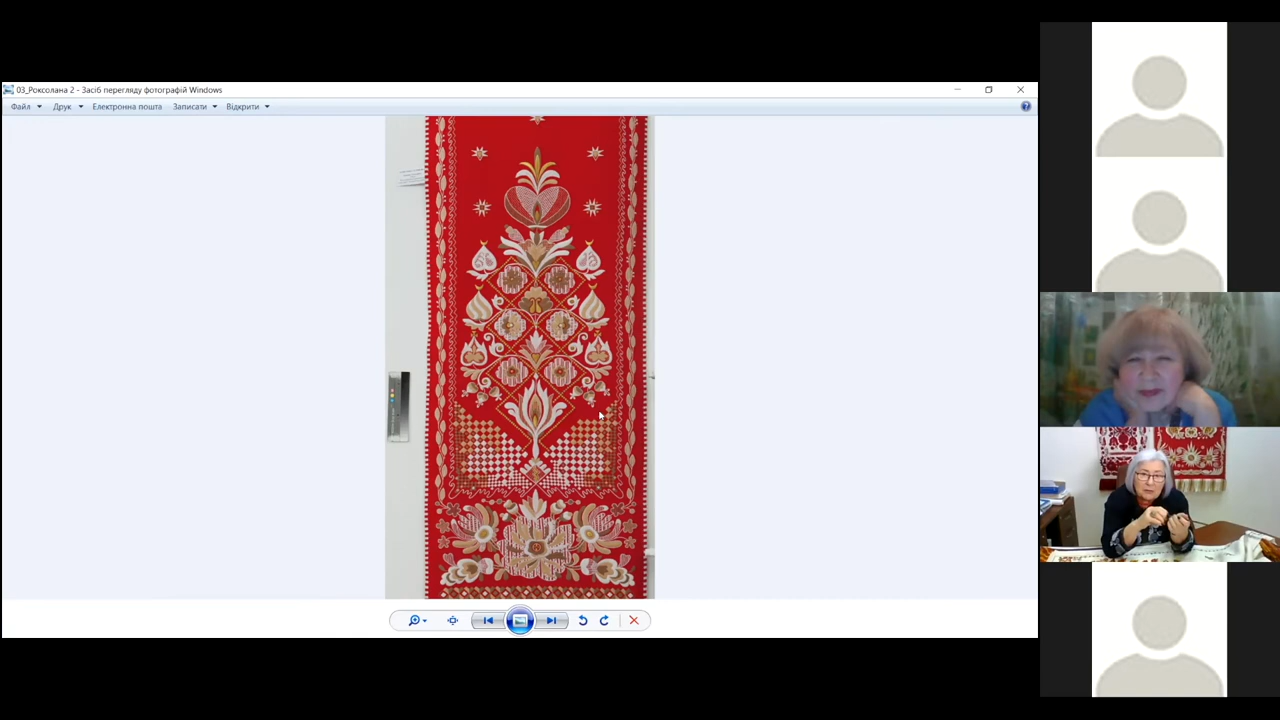 03_Роксолана 2 - Засіб перегляду фотографій Windows
Файл Друк Електронна пошта Записати Відкрити